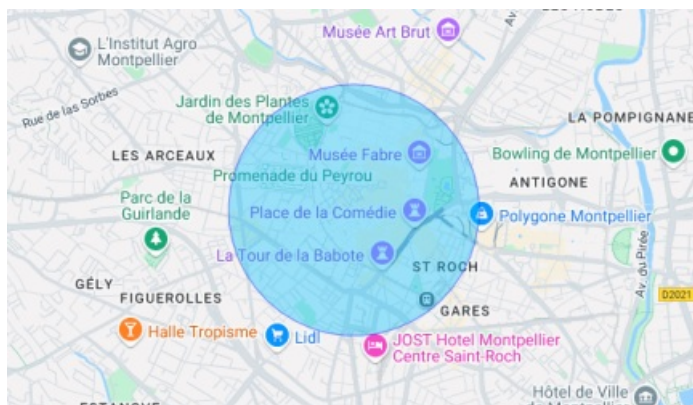 Musée Art Brut
L'Institut Agro
Montpellier
Rue de las Sorbes
Jardin des Plantes
de Montpellier
LA POMPIGNANE
LES ARCEAUX
Musée Fabre
Bowling de Montpellier
Promenade du Peyrou
ANTIGONE
Parc de la
Guirlande
Place de la Comédie
Polygone Montpellier
La Tour de la Babote
ST ROCH
Av. du Pirée
GÉLY
FIGUEROLLES
D2021
GARES
Halle Tropisme
Lidl
JOST Hotel Montpellier
Centre Saint-Roch
Hôtel de Ville